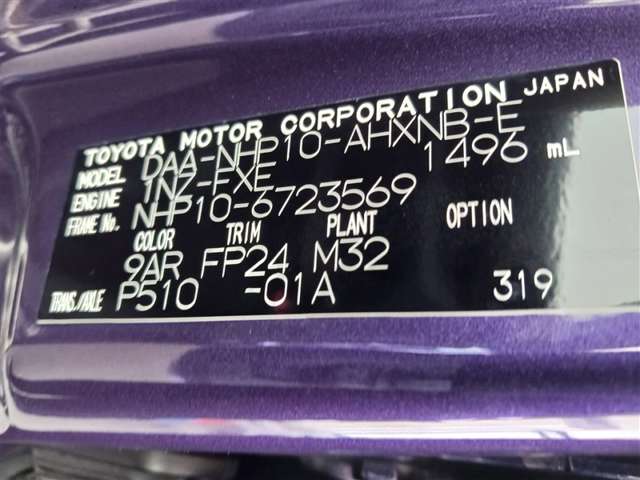 TOYOTA MOTOR CORPORATION JAPAN
MODEL DAA-NHP10-AHXNB-E
ENGINE 1NZ-FXE 1496 mL
FRAME No. NHP10-6723569
COLOR TRIM PLANT OPTION
9AR FP24 M32
TRANS./AXLE P510 -01A 319